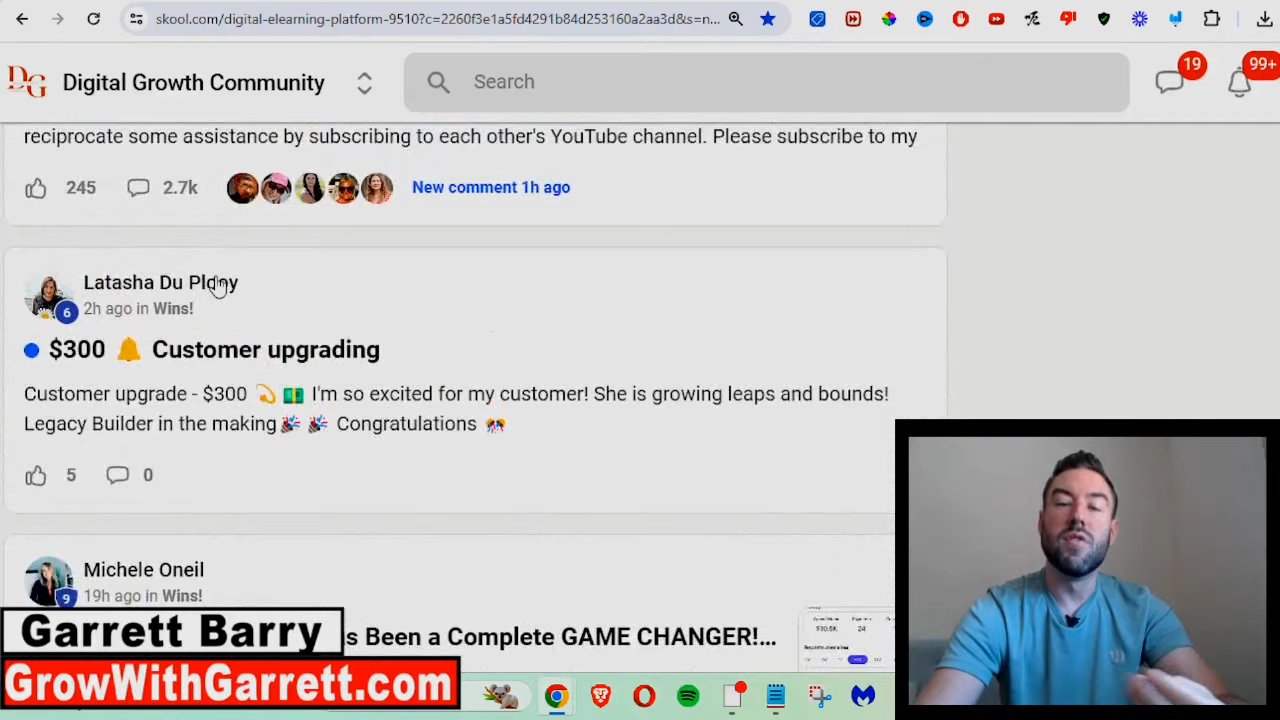 skool.com/digital-elearning-platform-9510?c=2260f3e1a5fd4291b84d253160a2aa3d&s=n...
DG Digital Growth Community
Search
19
99+
reciprocate some assistance by subscribing to each other's YouTube channel. Please subscribe to my
245 2.7k New comment 1h ago
Latasha Du
6 2h ago in Wins!
$300 🔔 Customer upgrading
Customer upgrade - $300 💫 💵 I'm so excited for my customer! She is growing leaps and bounds!
Legacy Builder in the making🎉 🎉 Congratulations 🎊
5 0
Michele Oneil
9 19h ago in Wins!
s Been a Complete GAME CHANGER!...
$10.5K 24
Garrett Barry
GrowWithGarrett.com